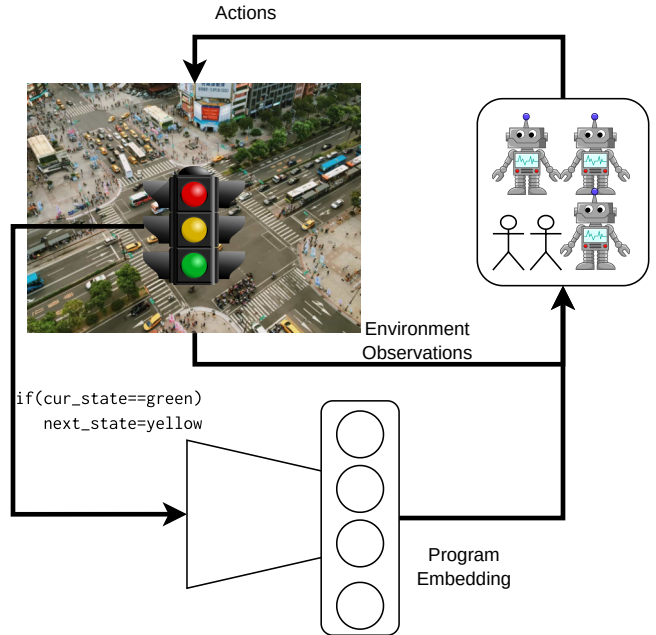 Actions
Environment
Observations
if(cur_state==green)
next_state=yellow
Program
Embedding